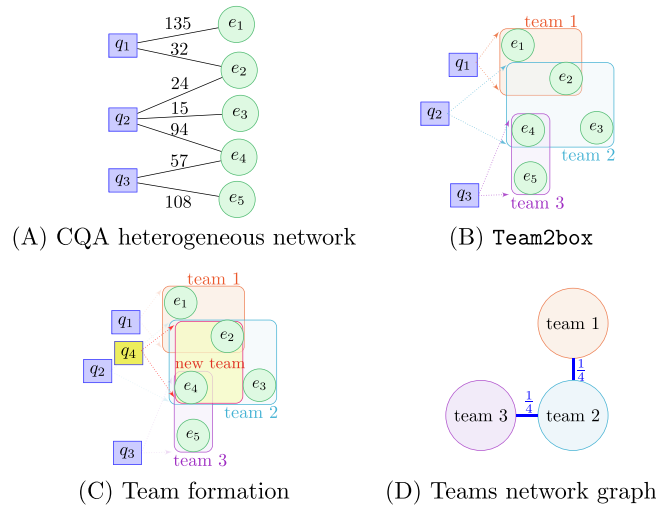 135
e1
q1
32
e2
24
q2
15
e3
94
e4
57
q3
108
e5
(A) CQA heterogeneous network
team 1
e1
q1
e2
q2
e4
e3
team 2
e5
q3
team 3
(B) Team2box
team 1
e1
q1
e2
q4
q2
new team
e4
e3
team 2
e5
q3
team 3
(C) Team formation
team 1
1/4
team 3
1/4
team 2
(D) Teams network graph